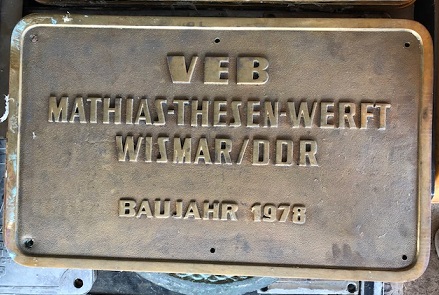 VEB
MATHIAS-THESEN-WERFT
WISMAR/DDR
BAUJAHR 1978